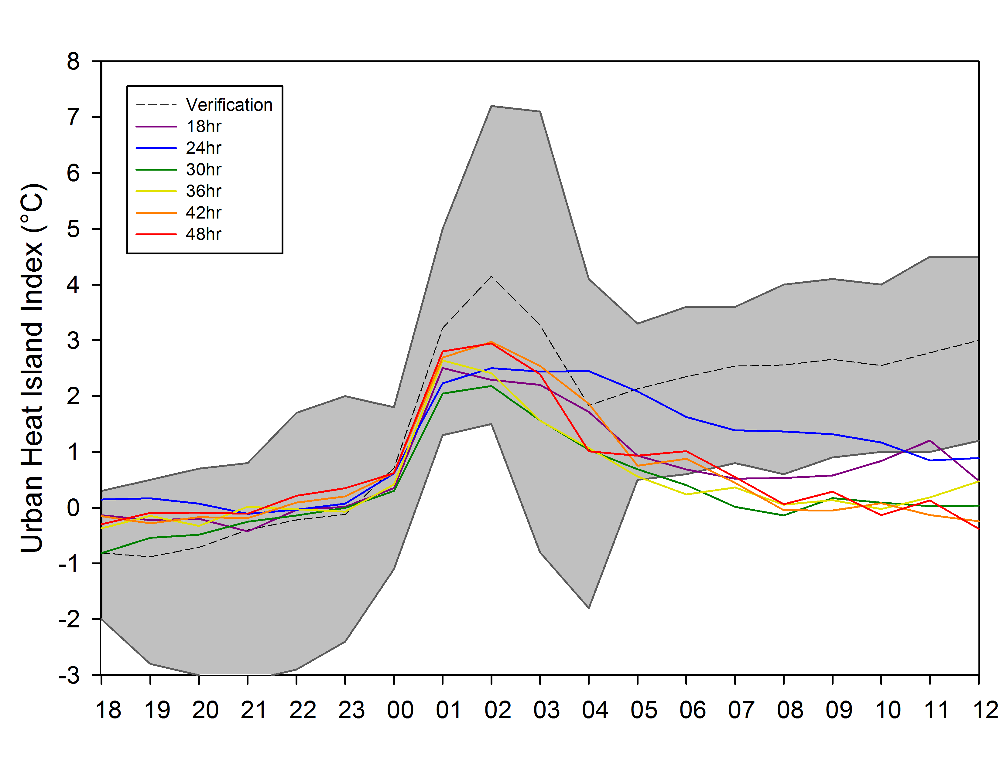 Urban Heat Island Index (°C)
8
7
6
5
4
3
2
1
0
-1
-2
-3
Verification
18hr
24hr
30hr
36hr
42hr
48hr
18 19 20 21 22 23 00 01 02 03 04 05 06 07 08 09 10 11 12